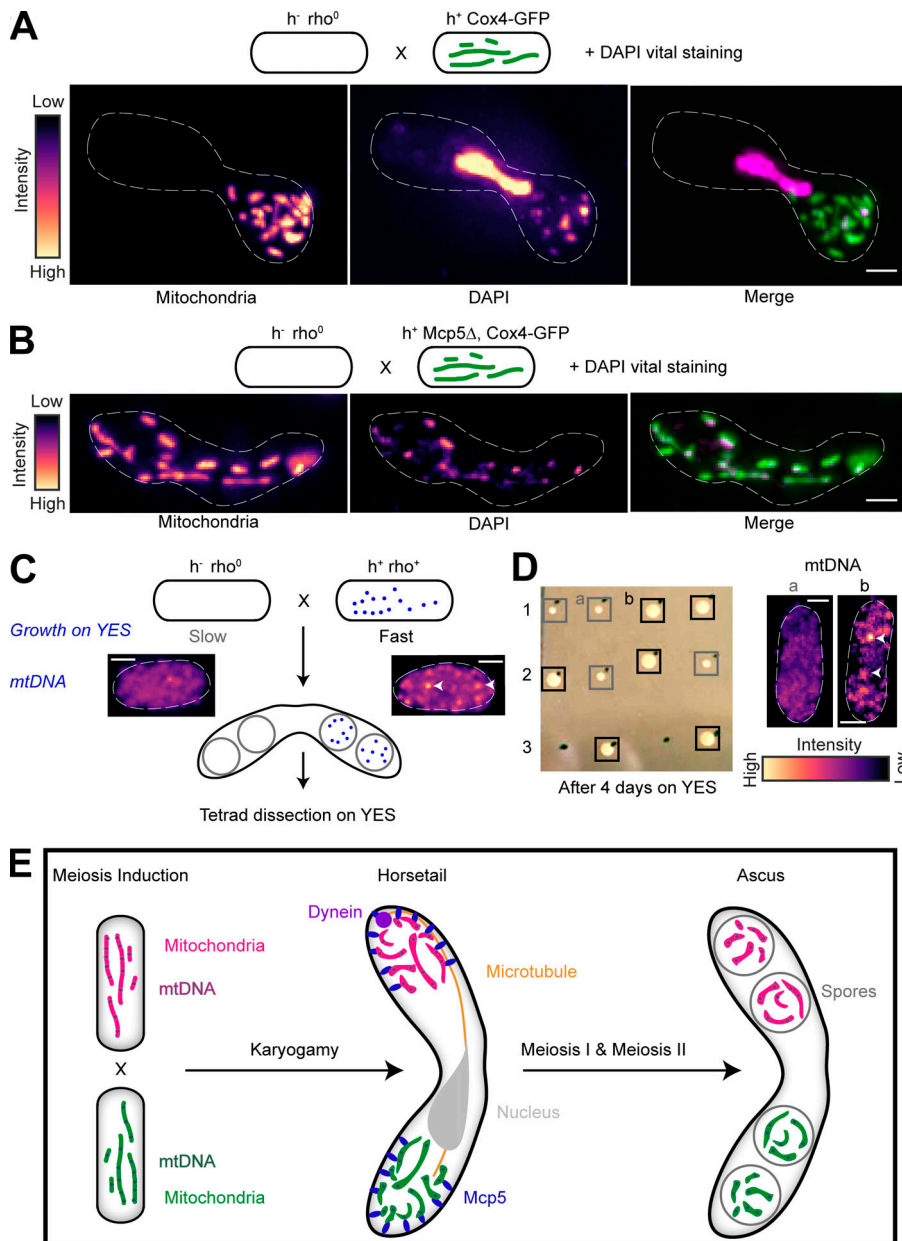 A
h⁻ rho⁰
X
h⁺ Cox4-GFP
+ DAPI vital staining
Low
Intensity
High
Mitochondria
DAPI
Merge
B
h⁻ rho⁰
X
h⁺ Mcp5Δ, Cox4-GFP
+ DAPI vital staining
Low
Intensity
High
Mitochondria
DAPI
Merge
C
h⁻ rho⁰
X
h⁺ rho⁺
Growth on YES
Slow
Fast
mtDNA
Tetrad dissection on YES
D
1
a
b
2
3
After 4 days on YES
mtDNA
a
b
Intensity
High
Low
E
Meiosis Induction
Horsetail
Ascus
Dynein
Mitochondria
mtDNA
Microtubule
Spores
X
Karyogamy
Meiosis I & Meiosis II
Nucleus
mtDNA
Mitochondria
Mcp5